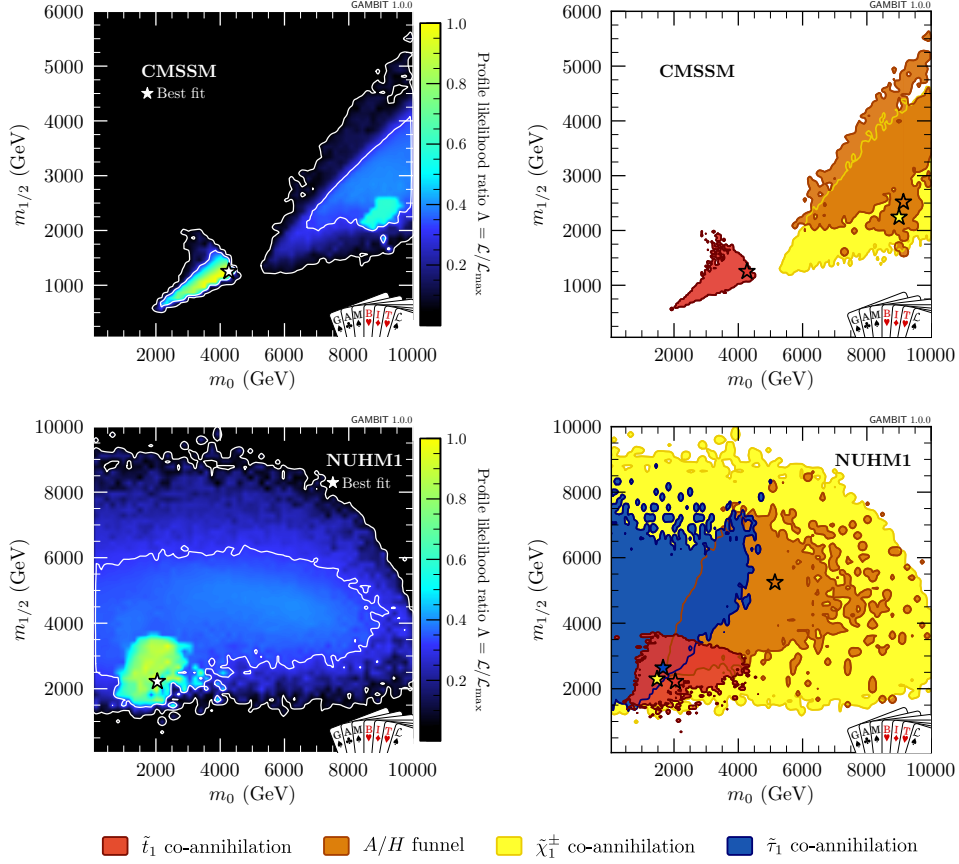 GAMBIT 1.0.0
CMSSM
Best fit
6000
5000
4000
3000
2000
1000
m₁/₂ (GeV)
2000 4000 6000 8000 10000
m₀ (GeV)
1.0
0.8
0.6
0.4
0.2
Profile likelihood ratio Λ = ℒ/ℒmax
G A M B I T ℒ
GAMBIT 1.0.0
CMSSM
6000
5000
4000
3000
2000
1000
m₁/₂ (GeV)
2000 4000 6000 8000 10000
m₀ (GeV)
G A M B I T ℒ
GAMBIT 1.0.0
NUHM1
Best fit
10000
8000
6000
4000
2000
m₁/₂ (GeV)
2000 4000 6000 8000 10000
m₀ (GeV)
1.0
0.8
0.6
0.4
0.2
Profile likelihood ratio Λ = ℒ/ℒmax
G A M B I T ℒ
GAMBIT 1.0.0
NUHM1
10000
8000
6000
4000
2000
m₁/₂ (GeV)
2000 4000 6000 8000 10000
m₀ (GeV)
G A M B I T ℒ
t̃₁ co-annihilation A/H funnel χ̃₁± co-annihilation τ̃₁ co-annihilation